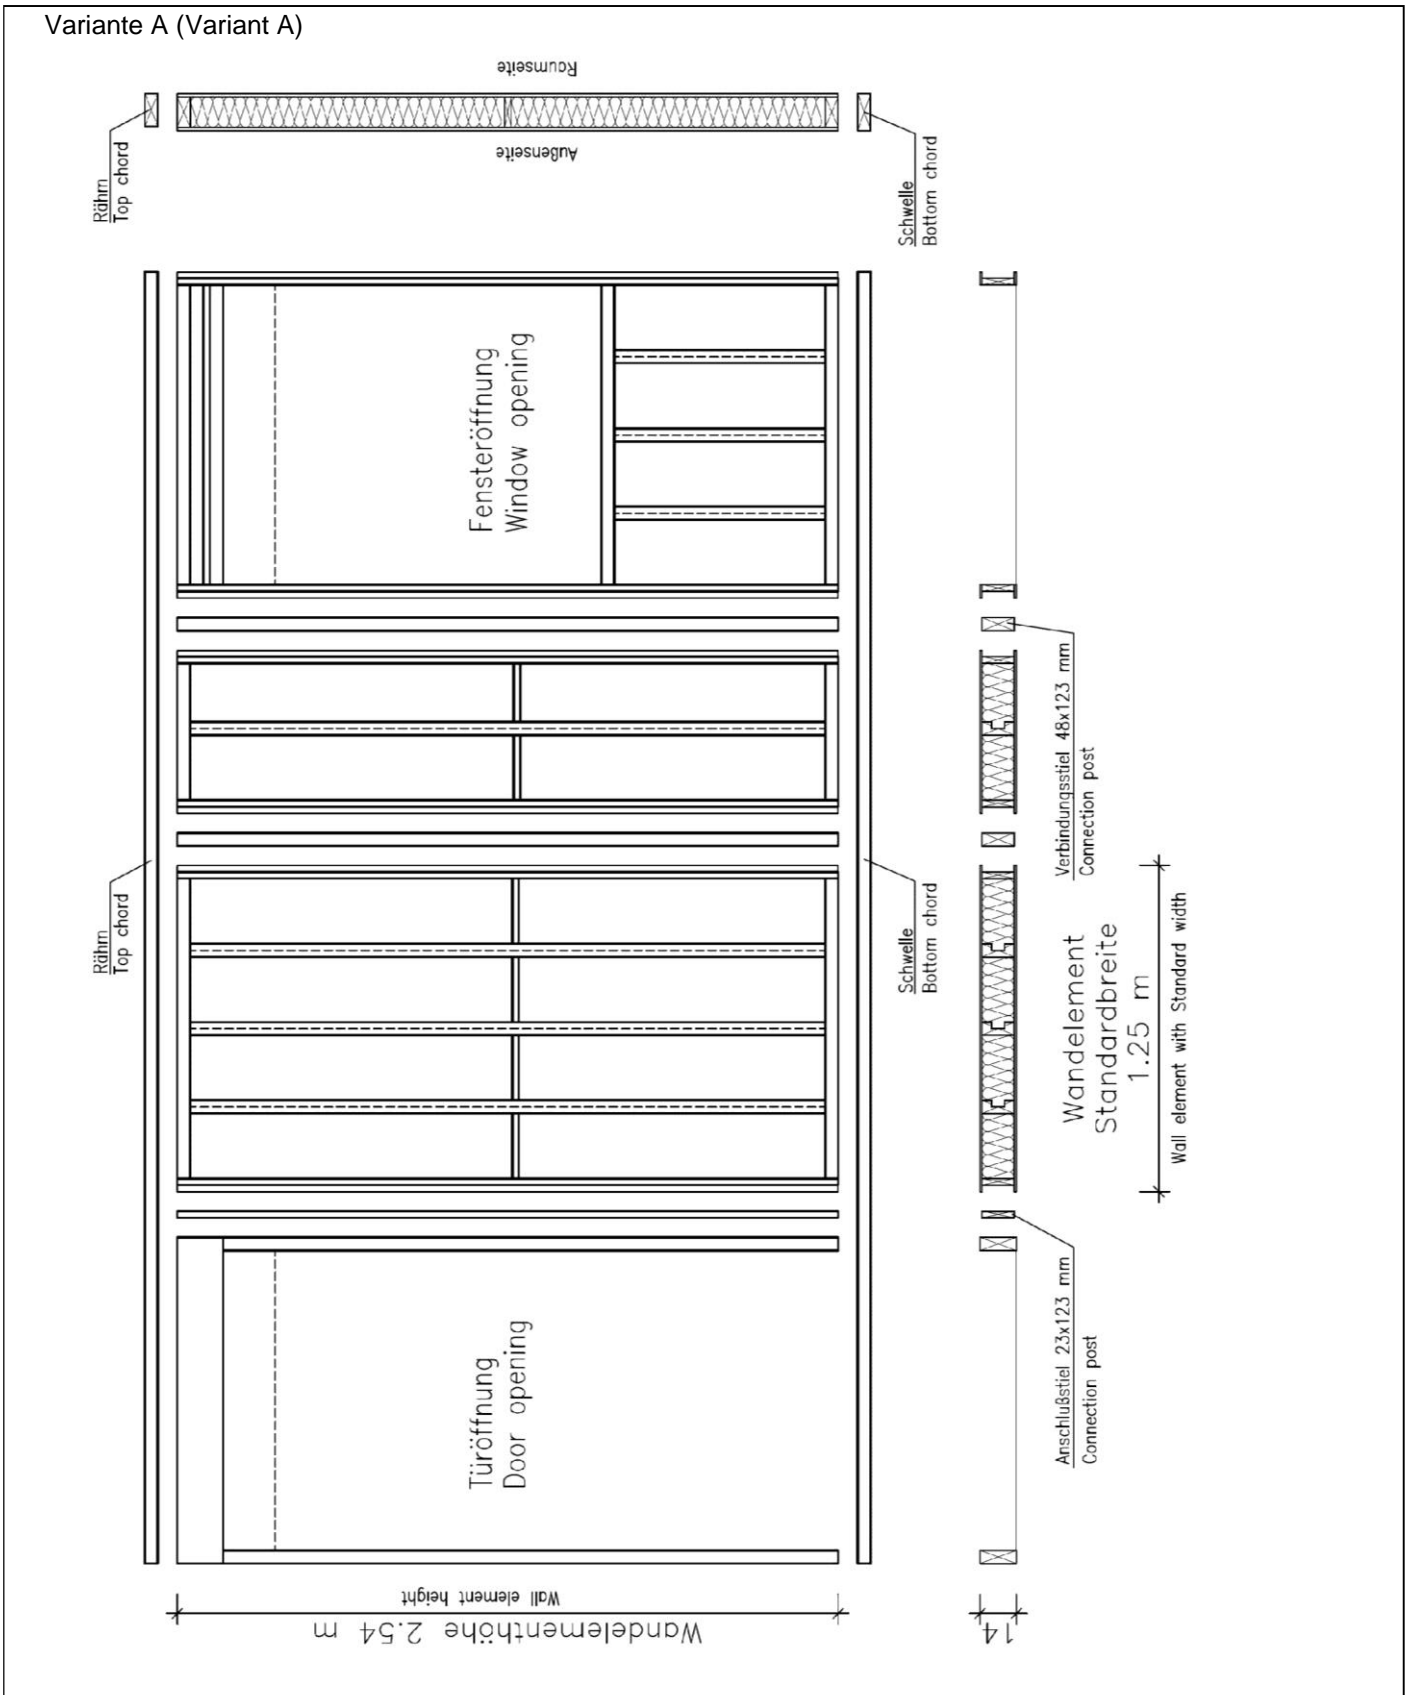 Variante A (Variant A)
Raumseite
Außenseite
Rähm
Top chord
Schwelle
Bottom chord
Fensteröffnung
Window opening
Verbindungsstiel 48x123 mm
Connection post
Rähm
Top chord
Schwelle
Bottom chord
Wandelement
Standardbreite
1.25 m
Wall element with Standard width
Türöffnung
Door opening
Anschlußstiel 23x123 mm
Connection post
Wall element height
Wandelementhöhe 2.54 m
14